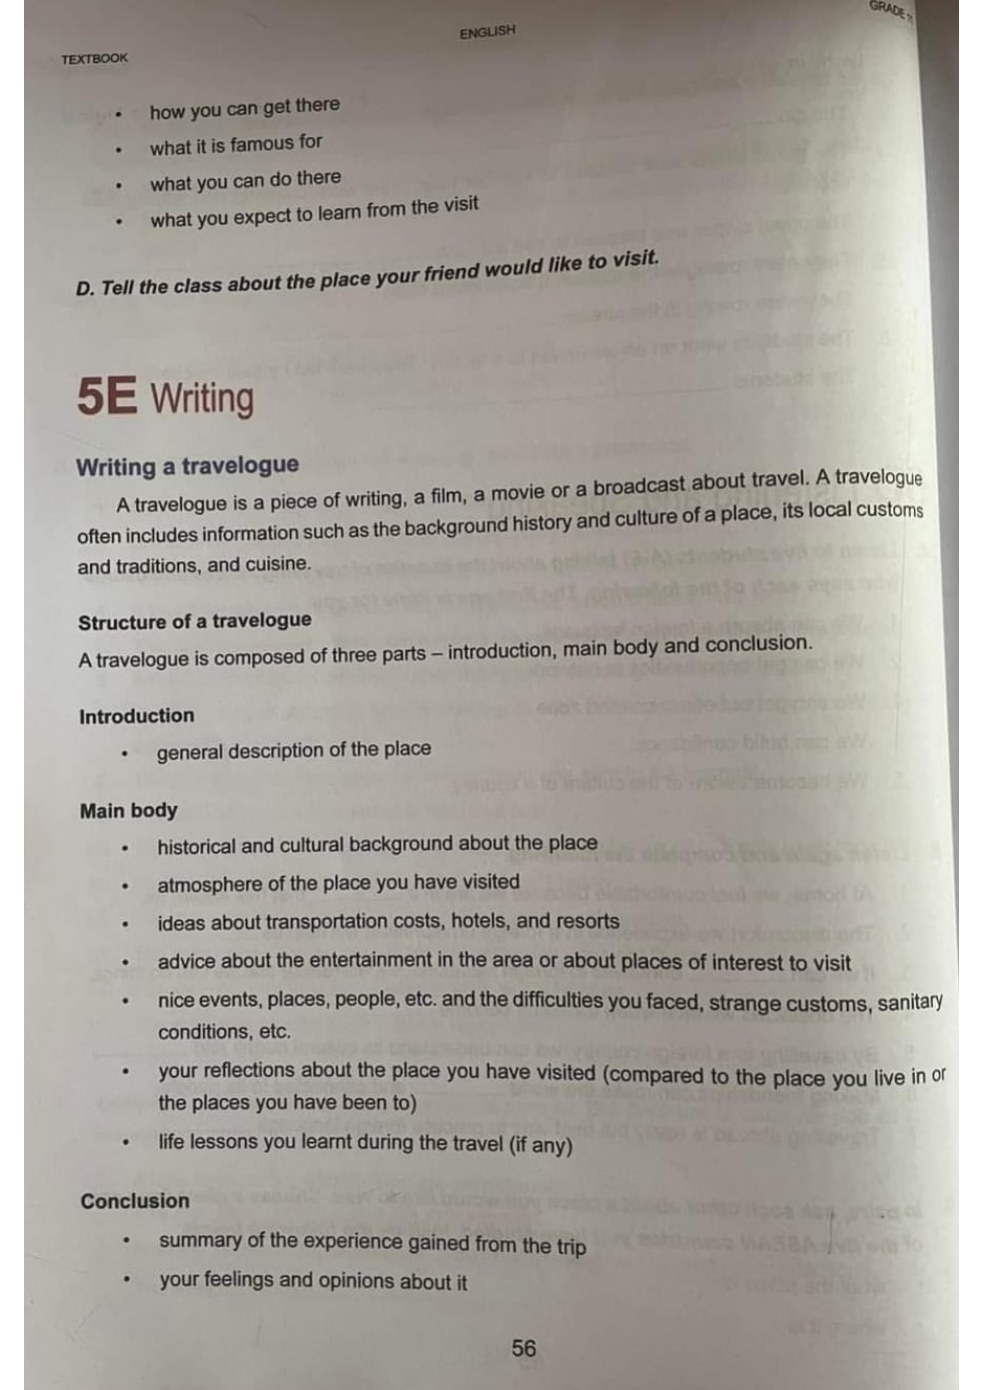 GRADE 11
ENGLISH
TEXTBOOK
• how you can get there
• what it is famous for
• what you can do there
• what you expect to learn from the visit
D. Tell the class about the place your friend would like to visit.
5E Writing
Writing a travelogue
A travelogue is a piece of writing, a film, a movie or a broadcast about travel. A travelogue
often includes information such as the background history and culture of a place, its local customs
and traditions, and cuisine.
Structure of a travelogue
A travelogue is composed of three parts – introduction, main body and conclusion.
Introduction
• general description of the place
Main body
• historical and cultural background about the place
• atmosphere of the place you have visited
• ideas about transportation costs, hotels, and resorts
• advice about the entertainment in the area or about places of interest to visit
• nice events, places, people, etc. and the difficulties you faced, strange customs, sanitary
conditions, etc.
• your reflections about the place you have visited (compared to the place you live in or
the places you have been to)
• life lessons you learnt during the travel (if any)
Conclusion
• summary of the experience gained from the trip
• your feelings and opinions about it
56